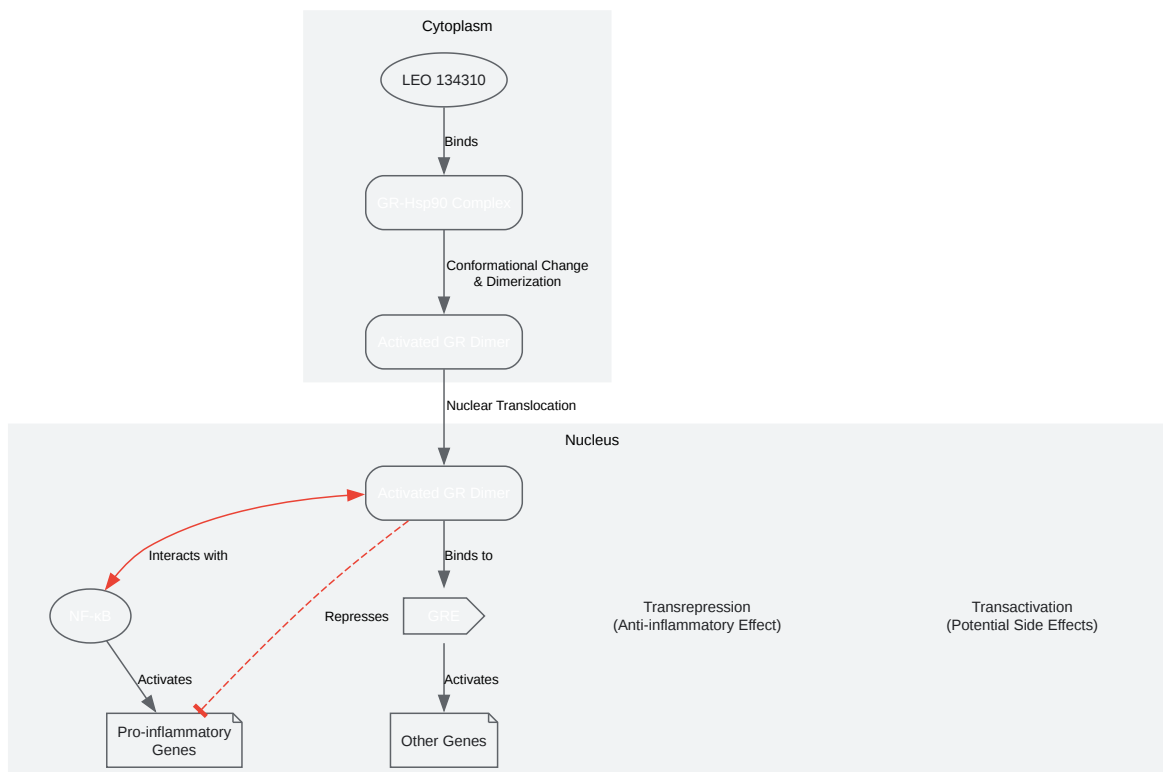 Cytoplasm
LEO 134310
Binds
GR-Hsp90 Complex
Conformational Change
& Dimerization
Activated GR Dimer
Nuclear Translocation
Nucleus
Activated GR Dimer
Interacts with
Binds to
NF-κB
Represses
GRE
Transrepression
(Anti-inflammatory Effect)
Transactivation
(Potential Side Effects)
Activates
Activates
Pro-inflammatory
Genes
Other Genes